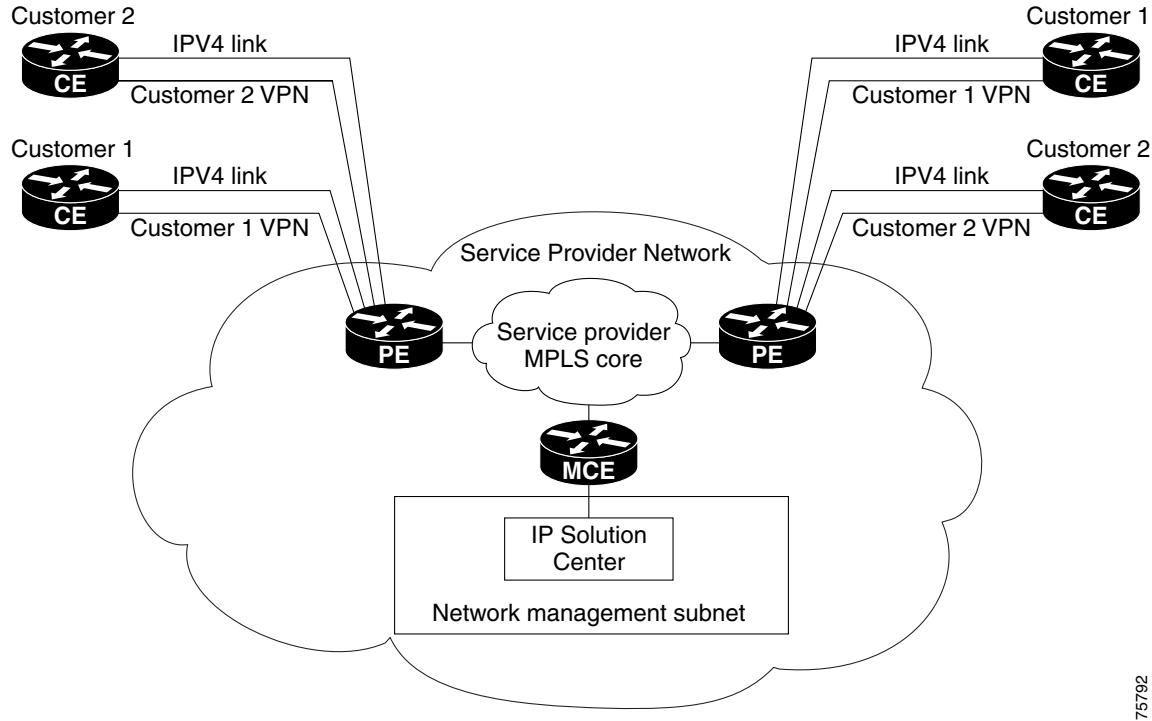 Customer 2
IPV4 link
CE
Customer 2 VPN
Customer 1
IPV4 link
CE
Customer 1 VPN
Customer 1
IPV4 link
CE
Customer 1 VPN
Customer 2
IPV4 link
CE
Customer 2 VPN
Service Provider Network
PE
Service provider
MPLS core
PE
MCE
IP Solution
Center
Network management subnet
75792